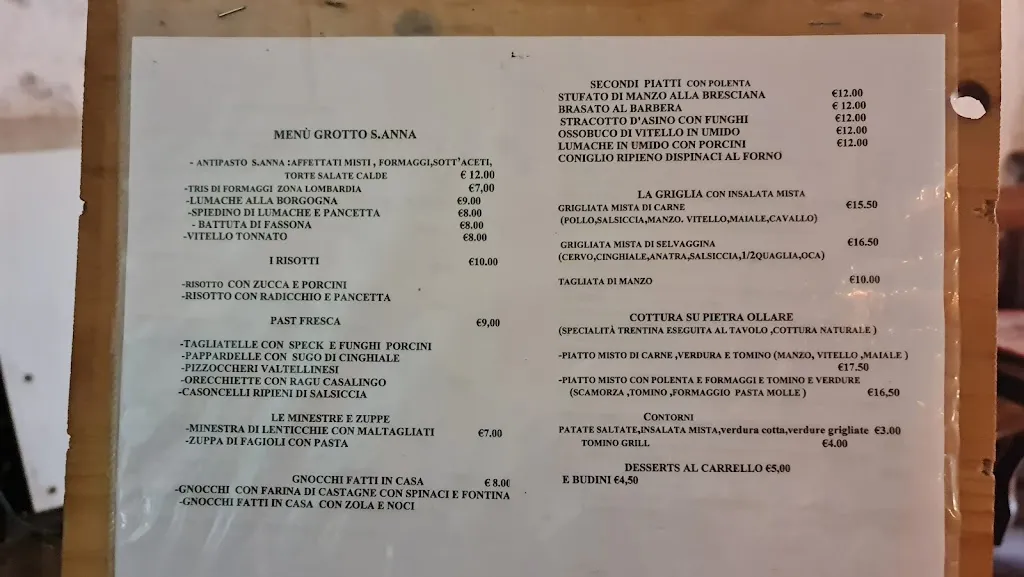 MENÙ GROTTO S.ANNA
- ANTIPASTO S.ANNA :AFFETTATI MISTI , FORMAGGI,SOTT'ACETI,
TORTE SALATE CALDE € 12.00
-TRIS DI FORMAGGI ZONA LOMBARDIA €7,00
-LUMACHE ALLA BORGOGNA €9.00
-SPIEDINO DI LUMACHE E PANCETTA €8.00
- BATTUTA DI FASSONA €8.00
-VITELLO TONNATO €8.00
I RISOTTI €10.00
-RISOTTO CON ZUCCA E PORCINI
-RISOTTO CON RADICCHIO E PANCETTA
PAST FRESCA €9,00
-TAGLIATELLE CON SPECK E FUNGHI PORCINI
-PAPPARDELLE CON SUGO DI CINGHIALE
-PIZZOCCHERI VALTELLINESI
-ORECCHIETTE CON RAGU CASALINGO
-CASONCELLI RIPIENI DI SALSICCIA
LE MINESTRE E ZUPPE
-MINESTRA DI LENTICCHIE CON MALTAGLIATI €7.00
-ZUPPA DI FAGIOLI CON PASTA
GNOCCHI FATTI IN CASA € 8.00
-GNOCCHI CON FARINA DI CASTAGNE CON SPINACI E FONTINA
-GNOCCHI FATTI IN CASA CON ZOLA E NOCI
SECONDI PIATTI CON POLENTA
STUFATO DI MANZO ALLA BRESCIANA €12.00
BRASATO AL BARBERA € 12.00
STRACOTTO D'ASINO CON FUNGHI €12.00
OSSOBUCO DI VITELLO IN UMIDO €12.00
LUMACHE IN UMIDO CON PORCINI €12.00
CONIGLIO RIPIENO DISPINACI AL FORNO
LA GRIGLIA CON INSALATA MISTA
GRIGLIATA MISTA DI CARNE €15.50
(POLLO,SALSICCIA,MANZO. VITELLO,MAIALE,CAVALLO)
GRIGLIATA MISTA DI SELVAGGINA €16.50
(CERVO,CINGHIALE,ANATRA,SALSICCIA,1/2QUAGLIA,OCA)
TAGLIATA DI MANZO €10.00
COTTURA SU PIETRA OLLARE
(SPECIALITÀ TRENTINA ESEGUITA AL TAVOLO ,COTTURA NATURALE )
-PIATTO MISTO DI CARNE ,VERDURA E TOMINO (MANZO, VITELLO ,MAIALE )
€17.50
-PIATTO MISTO CON POLENTA E FORMAGGI E TOMINO E VERDURE
(SCAMORZA ,TOMINO ,FORMAGGIO PASTA MOLLE ) €16,50
CONTORNI
PATATE SALTATE,INSALATA MISTA,verdura cotta,verdure grigliate €3.00
TOMINO GRILL €4.00
DESSERTS AL CARRELLO €5,00
E BUDINI €4,50